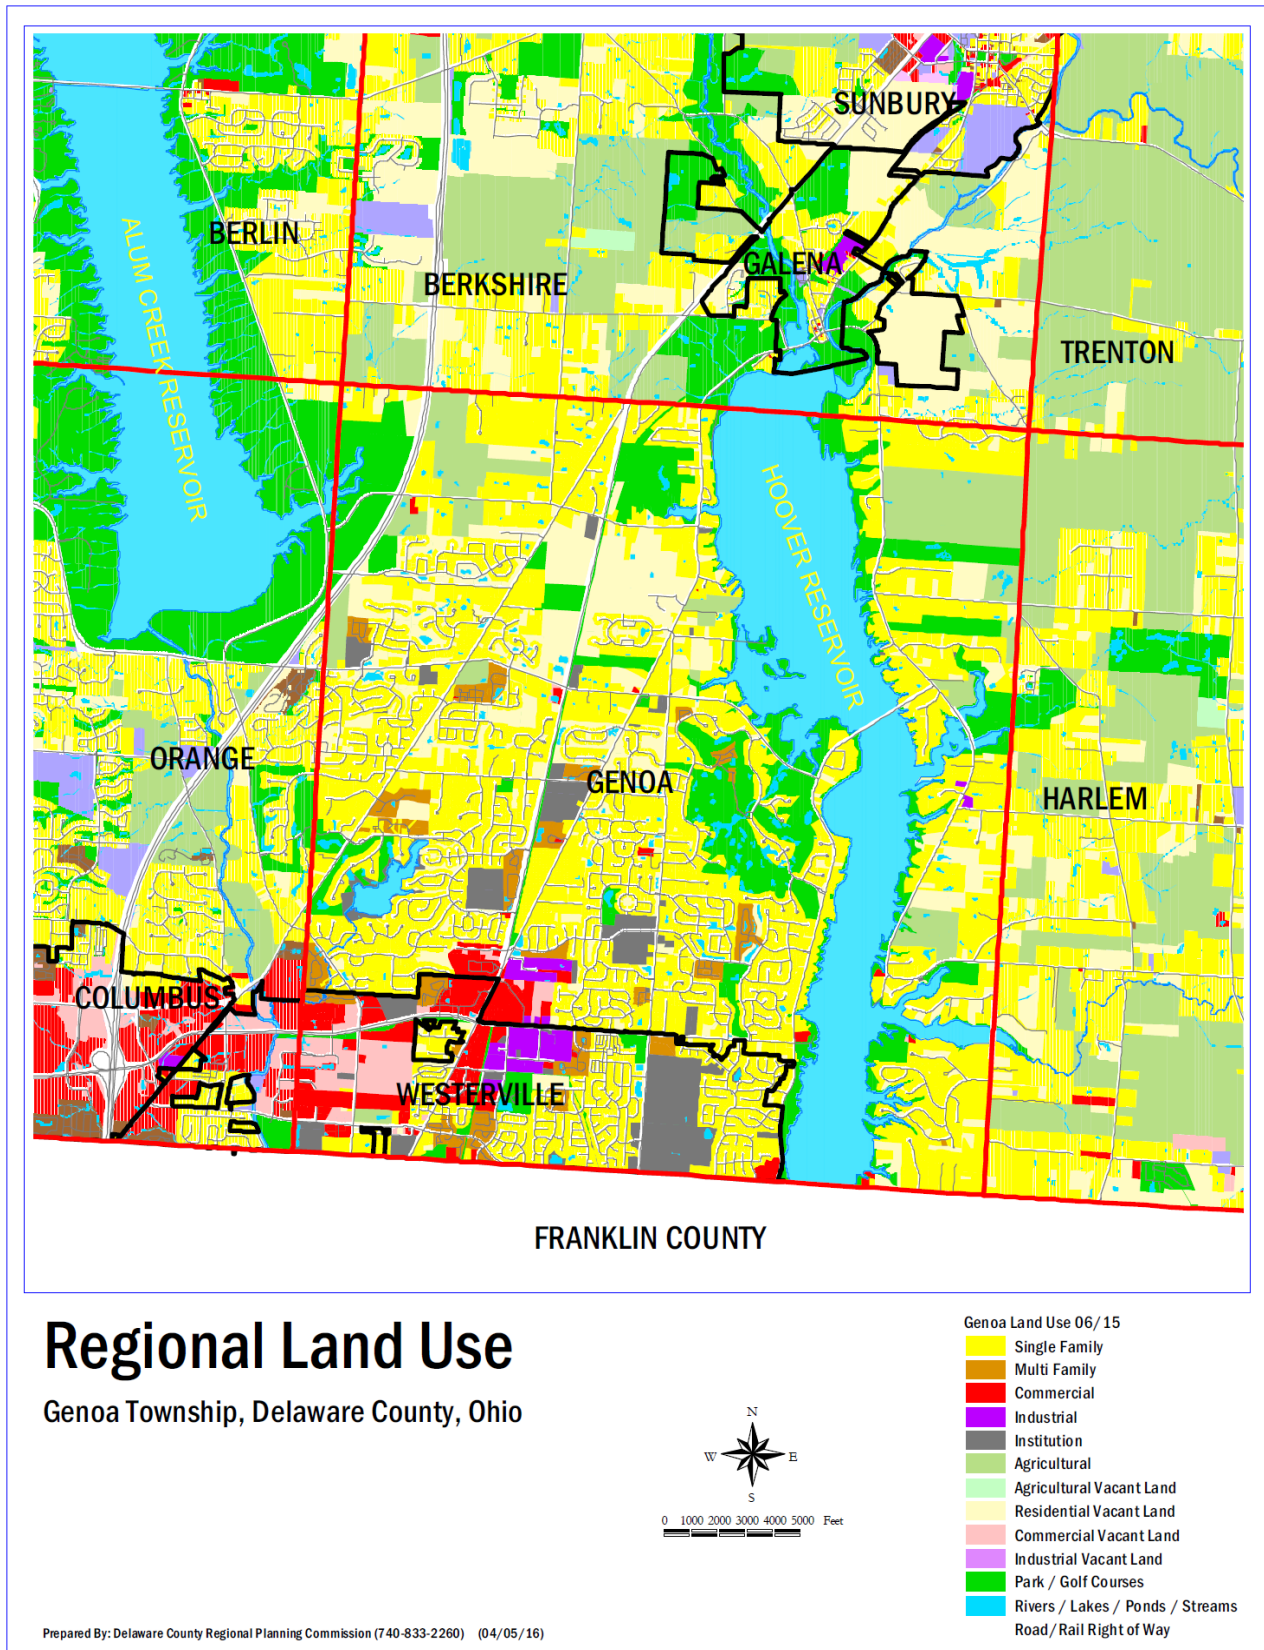 SUNBURY
BERLIN
ALUM CREEK RESERVOIR
BERKSHIRE
GALENA
TRENTON
HOOVER RESERVOIR
ORANGE
GENOA
HARLEM
COLUMBUS
WESTERVILLE
FRANKLIN COUNTY
Regional Land Use
Genoa Township, Delaware County, Ohio
N
W E
S
0 1000 2000 3000 4000 5000 Feet
Genoa Land Use 06/15
Single Family
Multi Family
Commercial
Industrial
Institution
Agricultural
Agricultural Vacant Land
Residential Vacant Land
Commercial Vacant Land
Industrial Vacant Land
Park / Golf Courses
Rivers / Lakes / Ponds / Streams
Road/Rail Right of Way
Prepared By: Delaware County Regional Planning Commission (740-833-2260) (04/05/16)